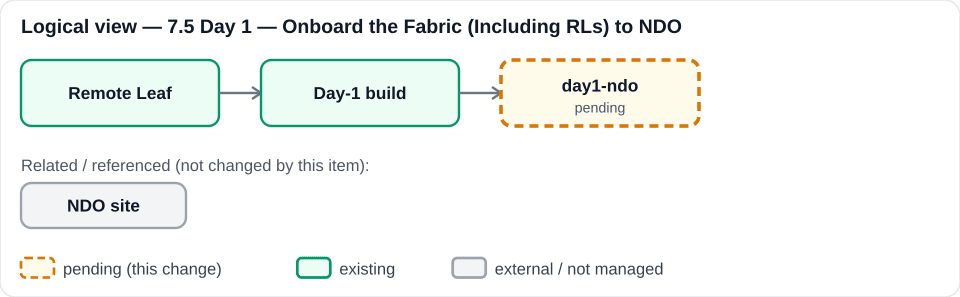 Logical view — 7.5 Day 1 — Onboard the Fabric (Including RLs) to NDO
Remote Leaf
Day-1 build
day1-ndo
pending
Related / referenced (not changed by this item):
NDO site
pending (this change)
existing
external / not managed